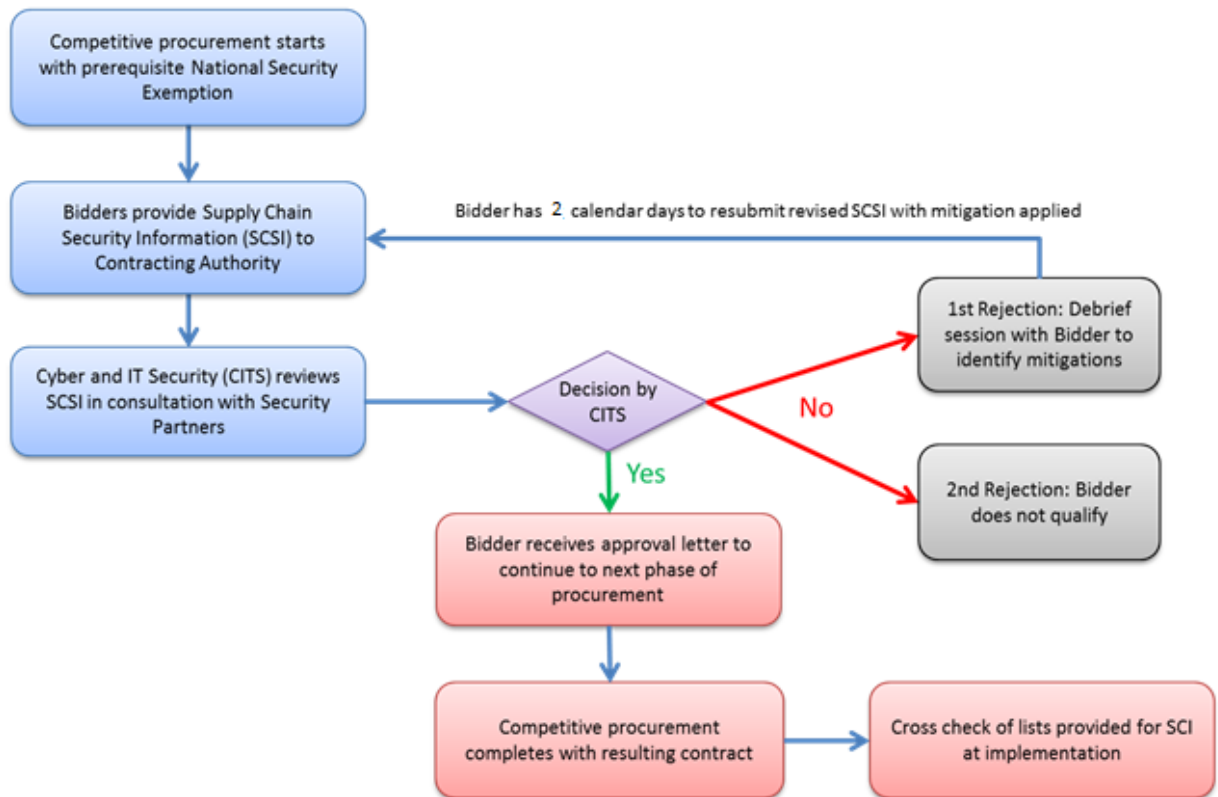 Competitive procurement starts
with prerequisite National Security
Exemption
Bidders provide Supply Chain
Security Information (SCSI) to
Contracting Authority
Bidder has 2 calendar days to resubmit revised SCSI with mitigation applied
1st Rejection: Debrief
session with Bidder to
identify mitigations
Cyber and IT Security (CITS) reviews
SCSI in consultation with Security
Partners
Decision by
CITS
No
Yes
2nd Rejection: Bidder
does not qualify
Bidder receives approval letter to
continue to next phase of
procurement
Competitive procurement
completes with resulting contract
Cross check of lists provided for SCI
at implementation